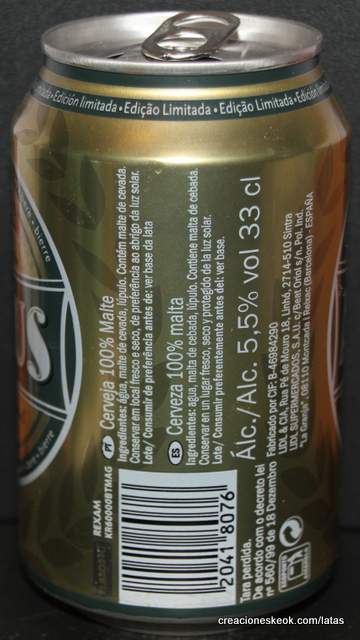 Edición limitada • Edição Limitada • Edição Limitada •
PT Cerveja 100% Malte
Ingredientes: água, malte de cevada, lúpulo. Contém malte de cevada.
Conservar em local fresco e seco, de preferência ao abrigo da luz solar.
Lote / Consumir de preferência antes de: ver base da lata
ES Cerveza 100% malta
Ingredientes: agua, malta de cebada, lúpulo. Contiene malta de cebada.
Conservar en un lugar fresco, seco y protegido de la luz solar.
Lote / Consumir preferentemente antes del: ver base.
Álc./Alc. 5,5% vol 33 cl
REXAM
KR60000BTMAG
2041 8076
Tara perdida.
De acordo com o decreto lei
nº 560/99 de 18 Dezembro
Fabricado por CIF: B-46984290
LIDL & CIA, Rua Pé de Mouro 18, Linhó, 2714-510 Sintra
LIDL SUPERMERCADOS, S.A.U. c/Beat Oriol s/n. Pol. Ind.
"La Granja", 08110 Montcada i Reixac (Barcelona) - ESPAÑA
bierre
creacioneskeok.com/latas